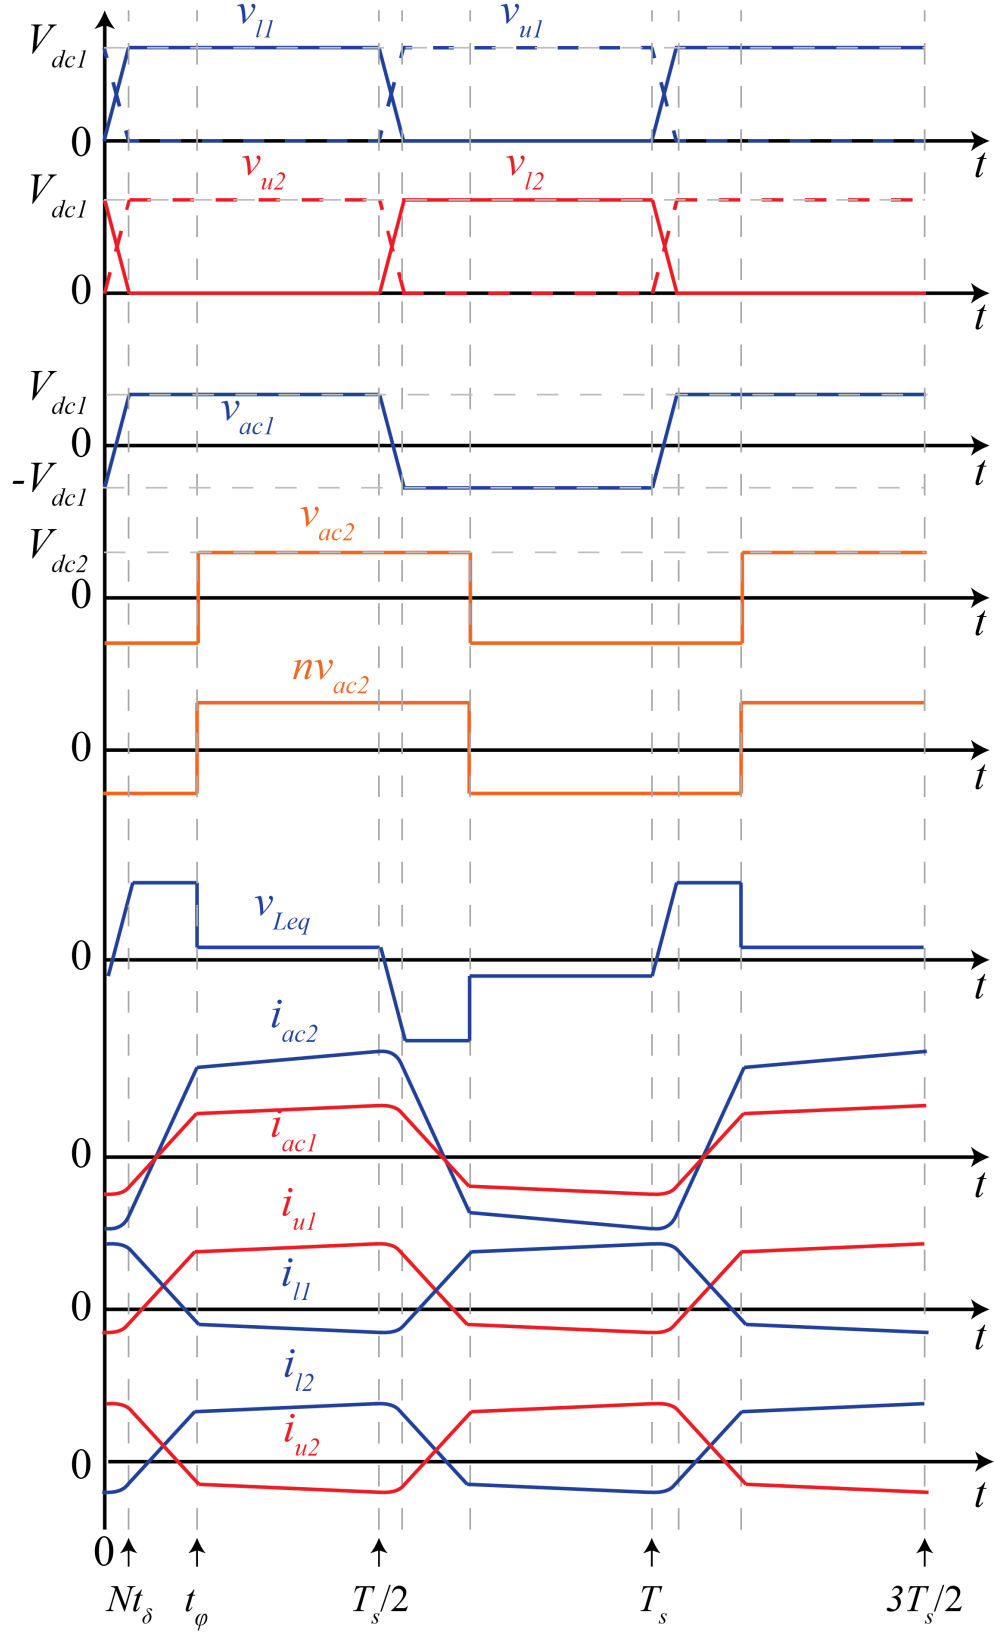 v_l1 v_u1
V_dc1
0 t
v_u2 v_l2
V_dc1
0 t
V_dc1
v_ac1
0 t
-V_dc1
v_ac2
V_dc2
0 t
nv_ac2
0 t
v_Leq
0 t
i_ac2
i_ac1
0 t
i_u1
i_l1
0 t
i_l2
i_u2
0 t
0
Nt_δ t_φ T_s/2 T_s 3T_s/2